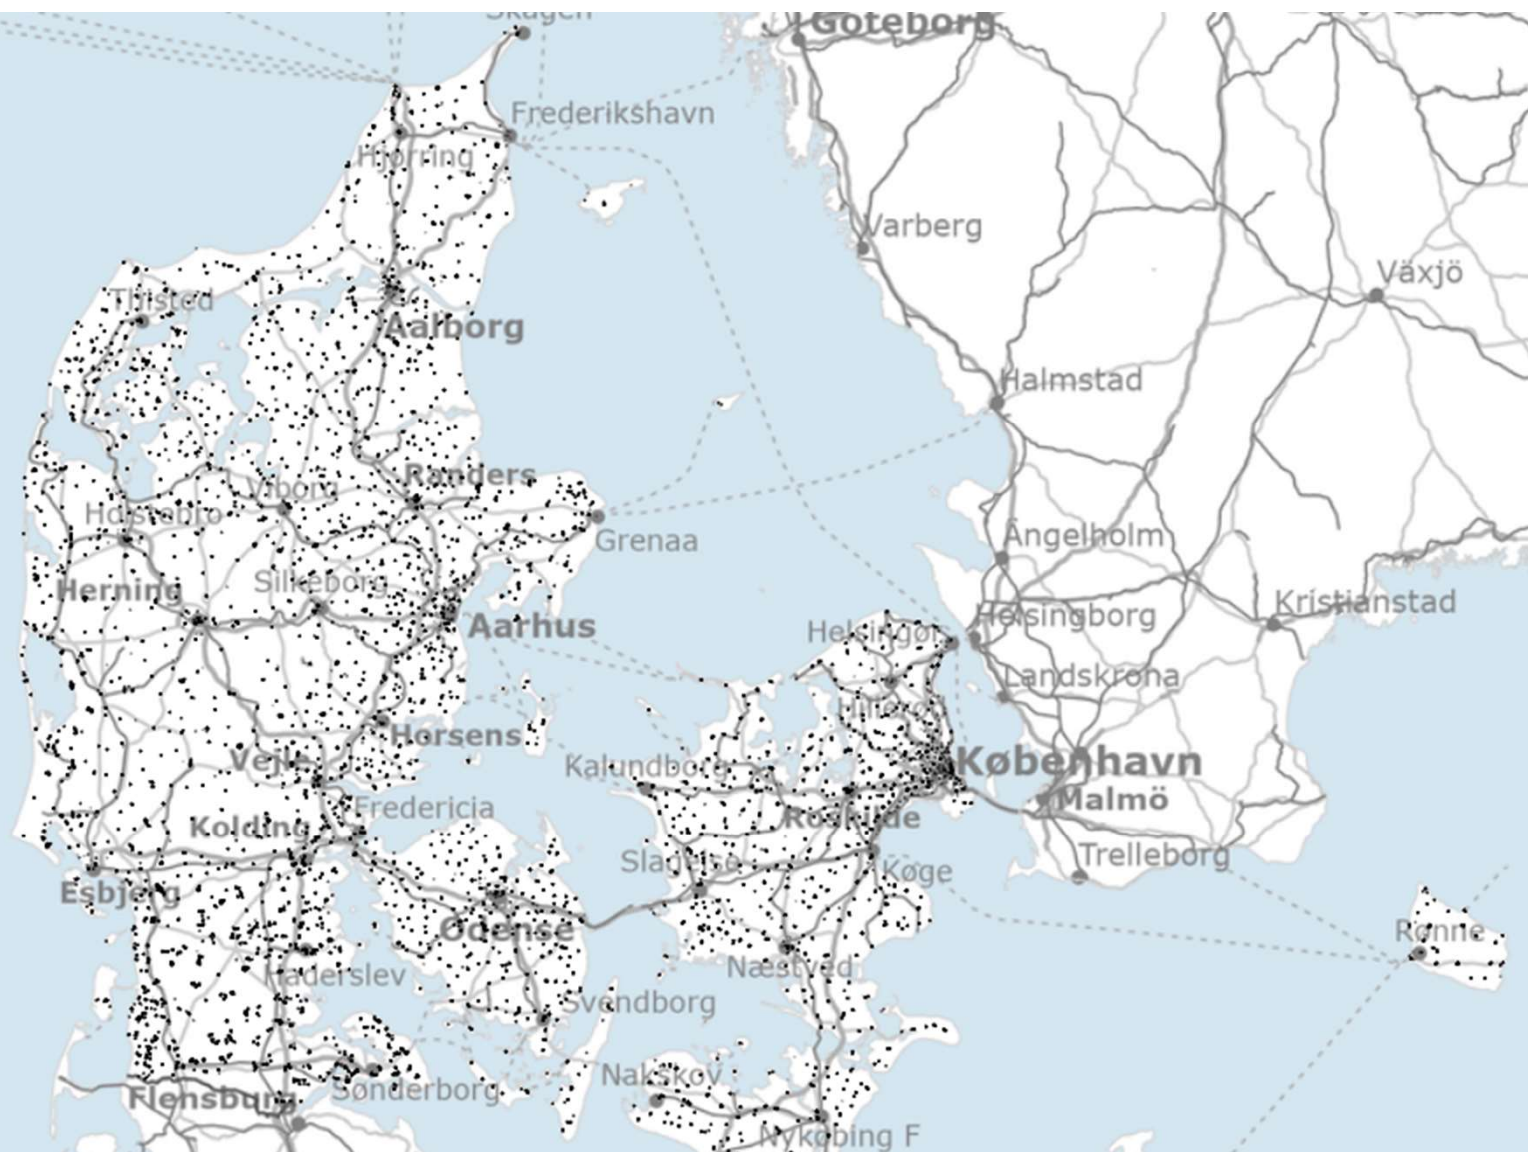 Skagen
Göteborg
Frederikshavn
Hjørring
Varberg
Växjö
Thisted
Aalborg
Halmstad
Randers
Viborg
Holstebro
Ängelholm
Grenaa
Silkeborg
Herning
Kristianstad
Helsingborg
Aarhus
Helsingør
Landskrona
Hillerød
Horsens
Vejle
København
Kalundborg
Malmö
Fredericia
Roskilde
Kolding
Trelleborg
Slagelse
Køge
Esbjerg
Odense
Rønne
Næstved
Haderslev
Svendborg
Nakskov
Sønderborg
Flensburg
Nykøbing F